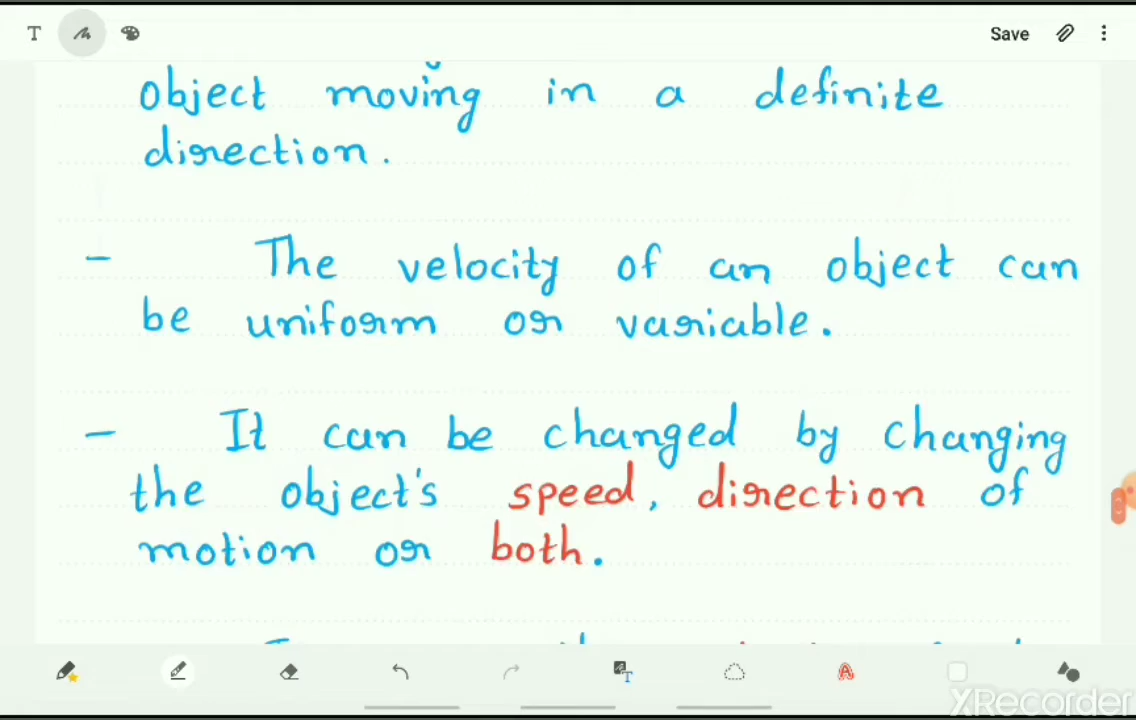 T Save
object moving in a definite
direction.
- The velocity of an object can
be uniform or variable.
- It can be changed by changing
the object's speed, direction of
motion or both.
XRecorder